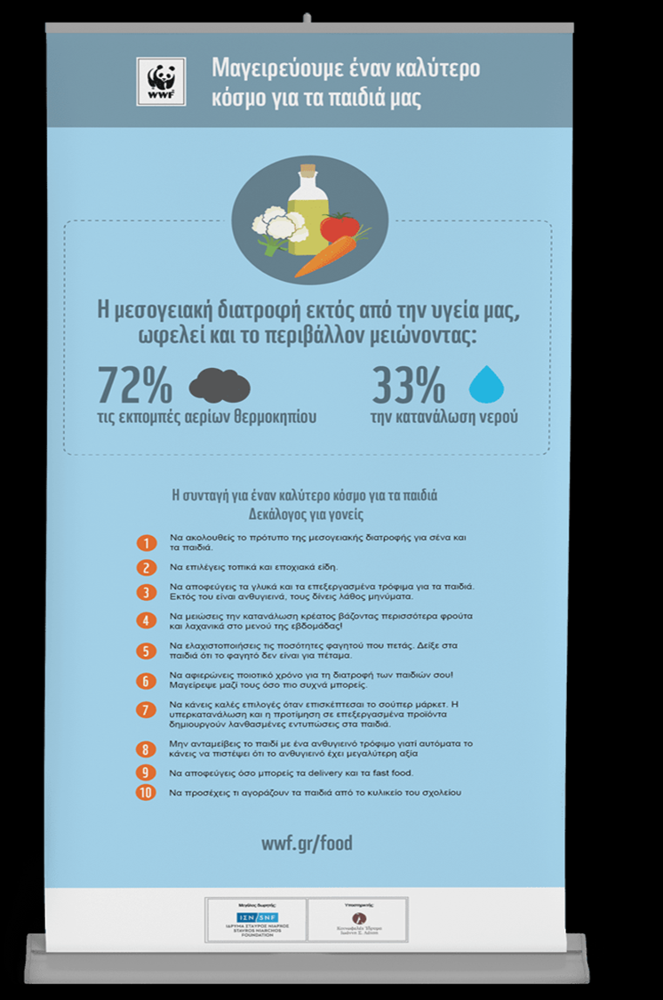 WWF
Μαγειρεύουμε έναν καλύτερο
κόσμο για τα παιδιά μας
Η μεσογειακή διατροφή εκτός από την υγεία μας,
ωφελεί και το περιβάλλον μειώνοντας:
72%
τις εκπομπές αερίων θερμοκηπίου
33%
την κατανάλωση νερού
Η συνταγή για έναν καλύτερο κόσμο για τα παιδιά
Δεκάλογος για γονείς
1 Να ακολουθείς το πρότυπο της μεσογειακής διατροφής για σένα και
τα παιδιά.
2 Να επιλέγεις τοπικά και εποχιακά είδη.
3 Να αποφεύγεις τα γλυκά και τα επεξεργασμένα τρόφιμα για τα παιδιά.
Εκτός του είναι ανθυγιεινά, τους δίνεις λάθος μηνύματα.
4 Να μειώσεις την κατανάλωση κρέατος βάζοντας περισσότερα φρούτα
και λαχανικά στο μενού της εβδομάδας!
5 Να ελαχιστοποιήσεις τις ποσότητες φαγητού που πετάς. Δείξε στα
παιδιά ότι το φαγητό δεν είναι για πέταμα.
6 Να αφιερώνεις ποιοτικό χρόνο για τη διατροφή των παιδιών σου!
Μαγείρεψε μαζί τους όσο πιο συχνά μπορείς.
7 Να κάνεις καλές επιλογές όταν επισκέπτεσαι το σούπερ μάρκετ. Η
υπερκατανάλωση και η προτίμηση σε επεξεργασμένα προϊόντα
δημιουργούν λανθασμένες εντυπώσεις στα παιδιά.
8 Μην ανταμείβεις το παιδί με ένα ανθυγιεινό τρόφιμο γιατί αυτόματα το
κάνεις να πιστέψει ότι το ανθυγιεινό έχει μεγαλύτερη αξία
9 Να αποφεύγεις όσο μπορείς τα delivery και τα fast food.
10 Να προσέχεις τι αγοράζουν τα παιδιά από το κυλικείο του σχολείου
wwf.gr/food
Μεγάλος δωρητής:
ΙΣΝ/SNF
ΙΔΡΥΜΑ ΣΤΑΥΡΟΣ ΝΙΑΡΧΟΣ
STAVROS NIARCHOS
FOUNDATION
Υποστηρικτής:
Κοινωφελές Ίδρυμα
Ιωάννη Σ. Λάτση